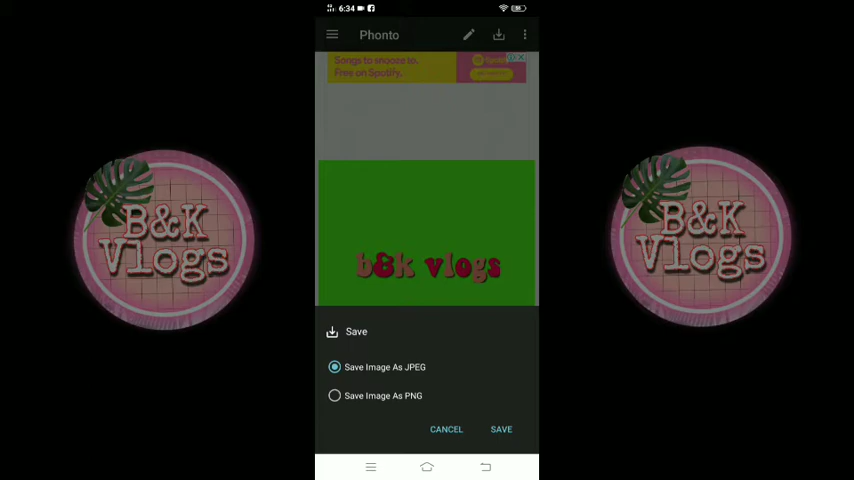 6:34
Phonto
Songs to snooze to.
Free on Spotify.
b&k vlogs
B&K
Vlogs
B&K
Vlogs
Save
Save Image As JPEG
Save Image As PNG
CANCEL SAVE